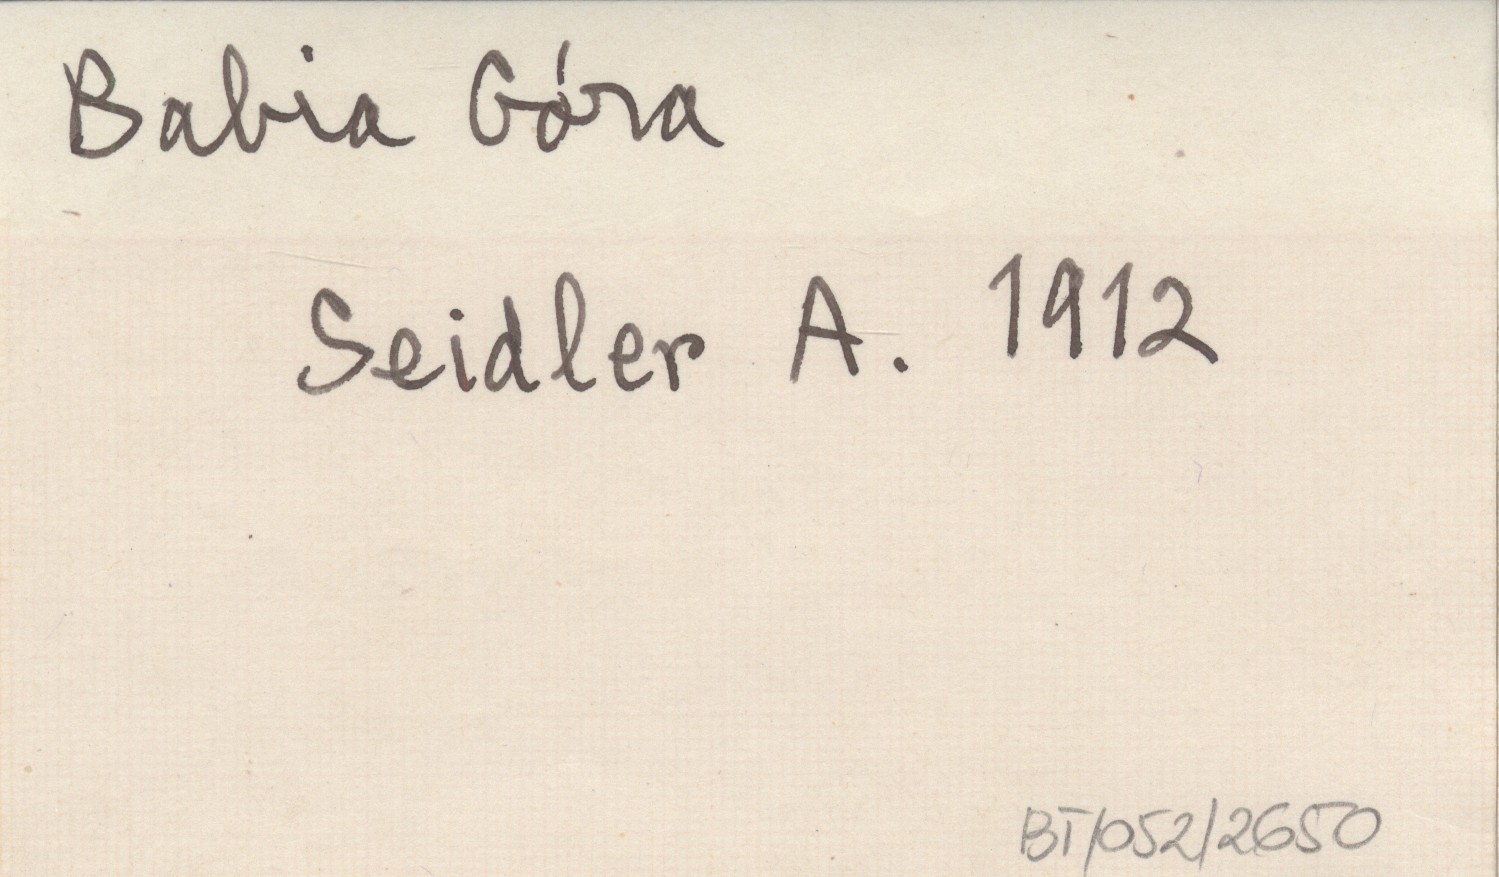 Babia Góra
Seidler A. 1912
BT/052/2650